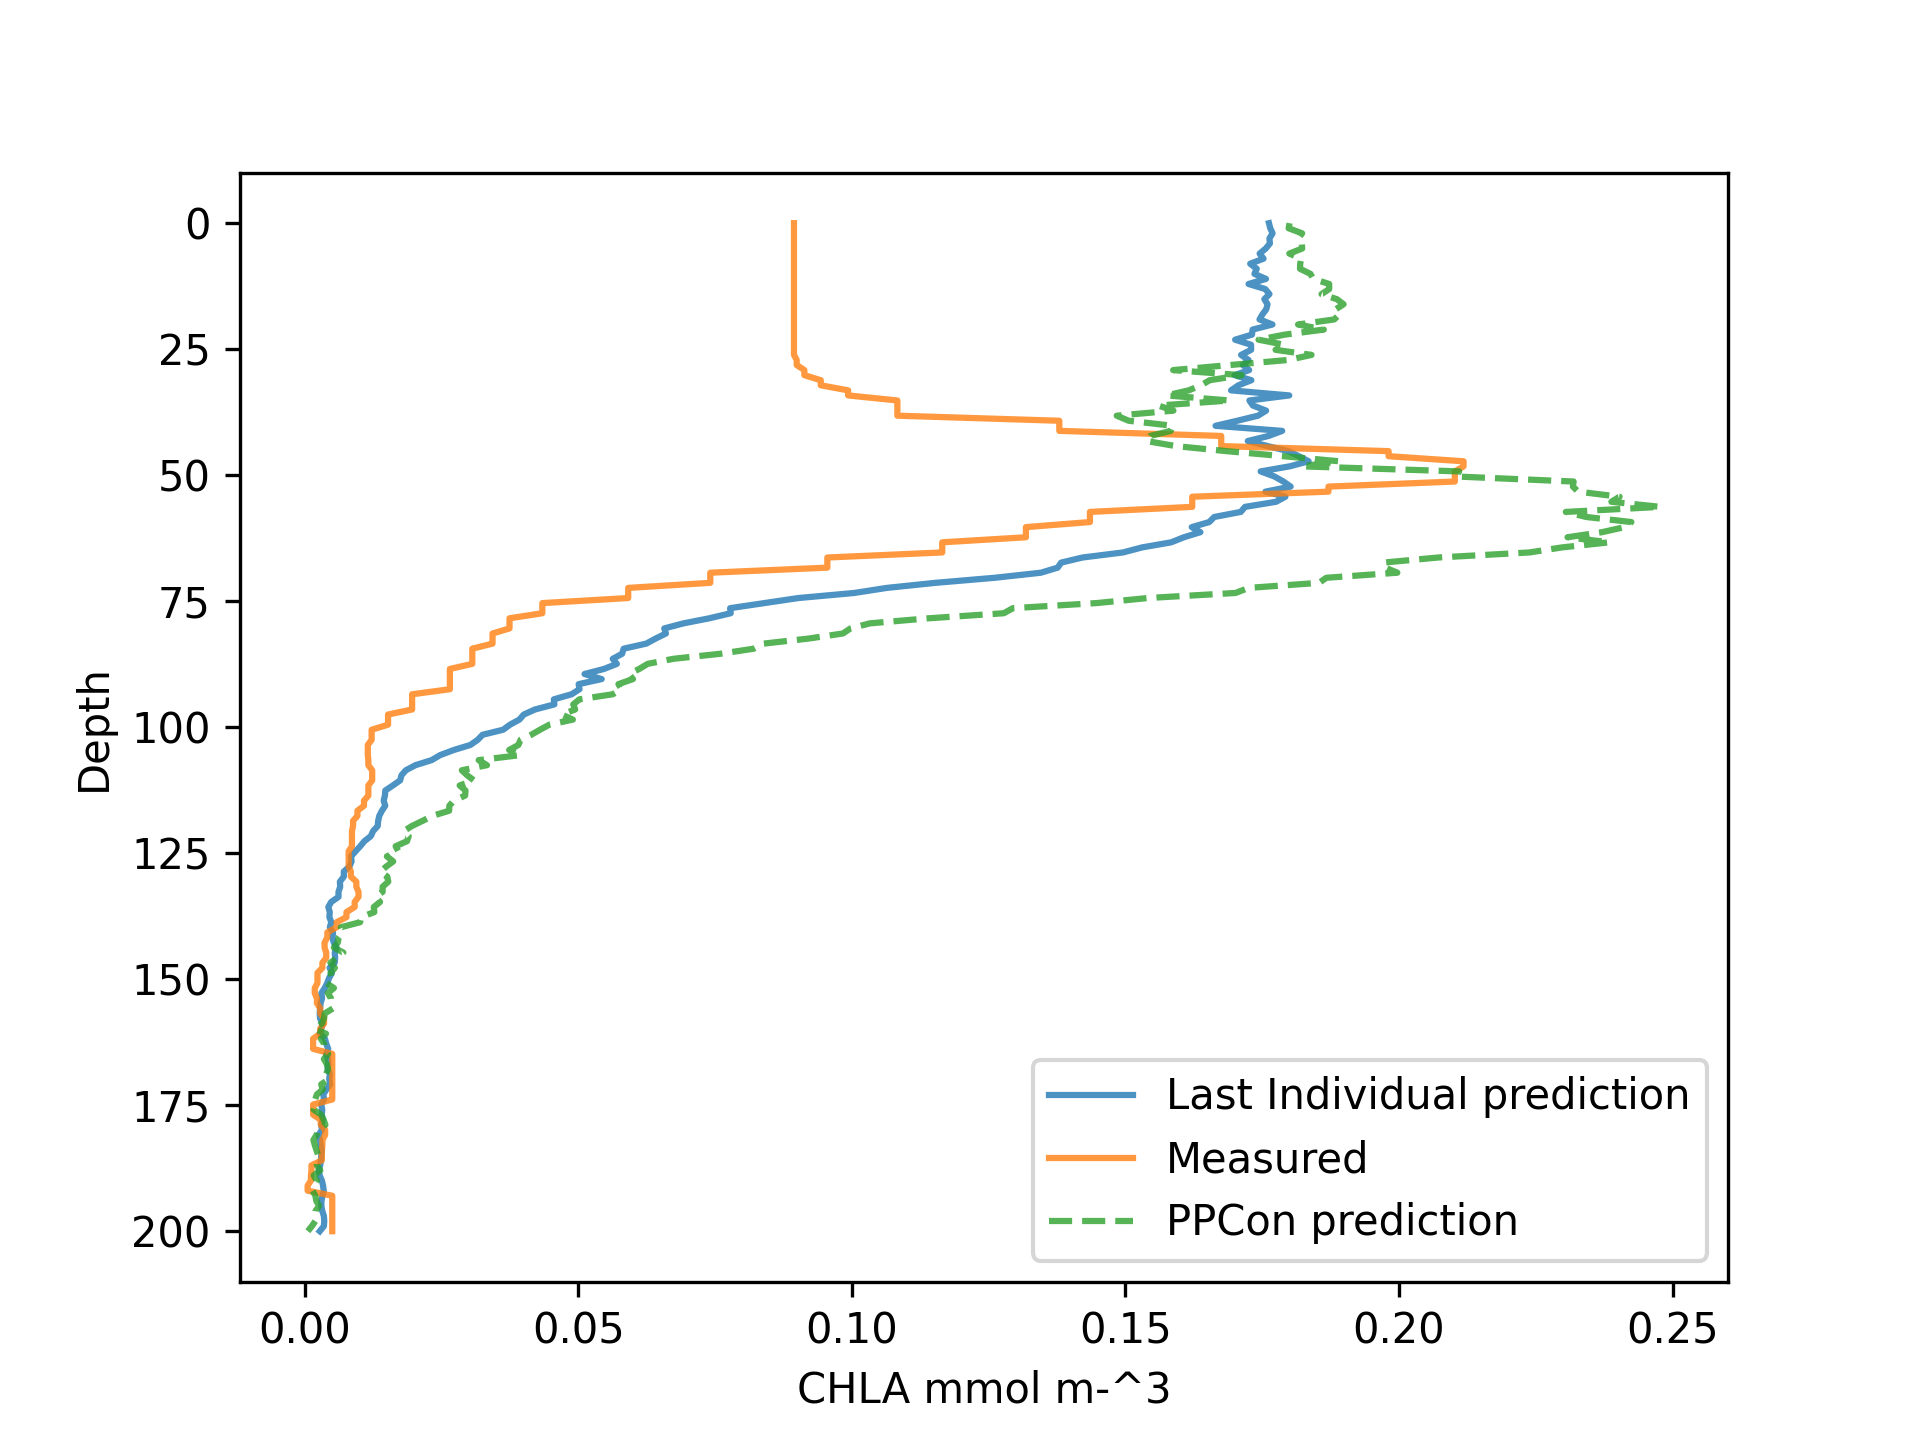 0
25
50
75
100
125
150
175
200
Depth
0.00 0.05 0.10 0.15 0.20 0.25
CHLA mmol m-^3
Last Individual prediction
Measured
PPCon prediction